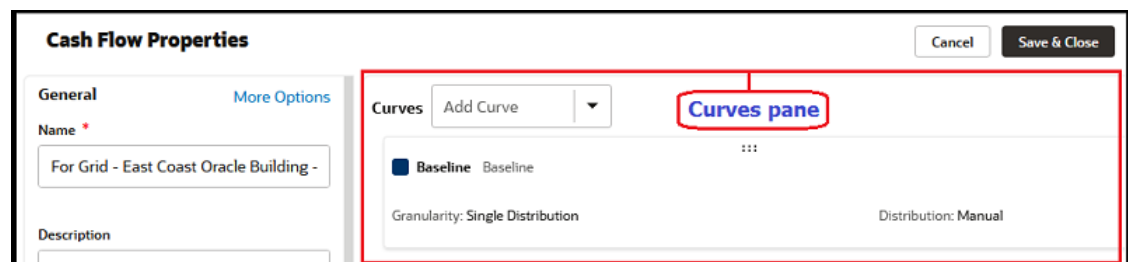 Cash Flow Properties
Cancel
Save & Close
General
More Options
Name *
For Grid - East Coast Oracle Building -
Description
Curves
Add Curve
Curves pane
Baseline Baseline
Granularity: Single Distribution
Distribution: Manual